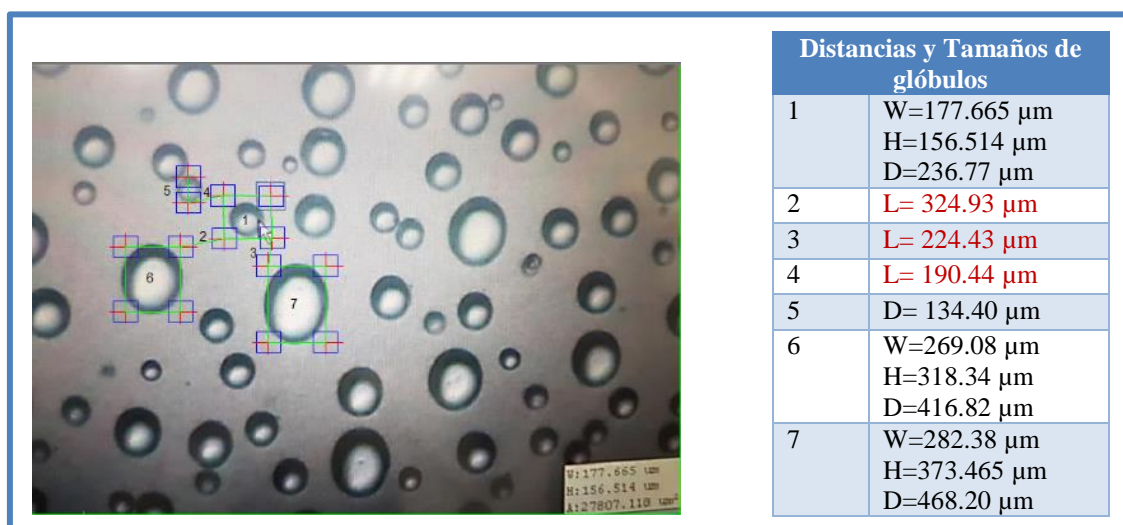 Distancias y Tamaños de
glóbulos
1 W=177.665 µm
H=156.514 µm
D=236.77 µm
2 L= 324.93 µm
3 L= 224.43 µm
4 L= 190.44 µm
5 D= 134.40 µm
6 W=269.08 µm
H=318.34 µm
D=416.82 µm
7 W=282.38 µm
H=373.465 µm
D=468.20 µm
5 4
1
2
3
6
7
W:177.665 um
H:156.514 um
A:27807.118 um²